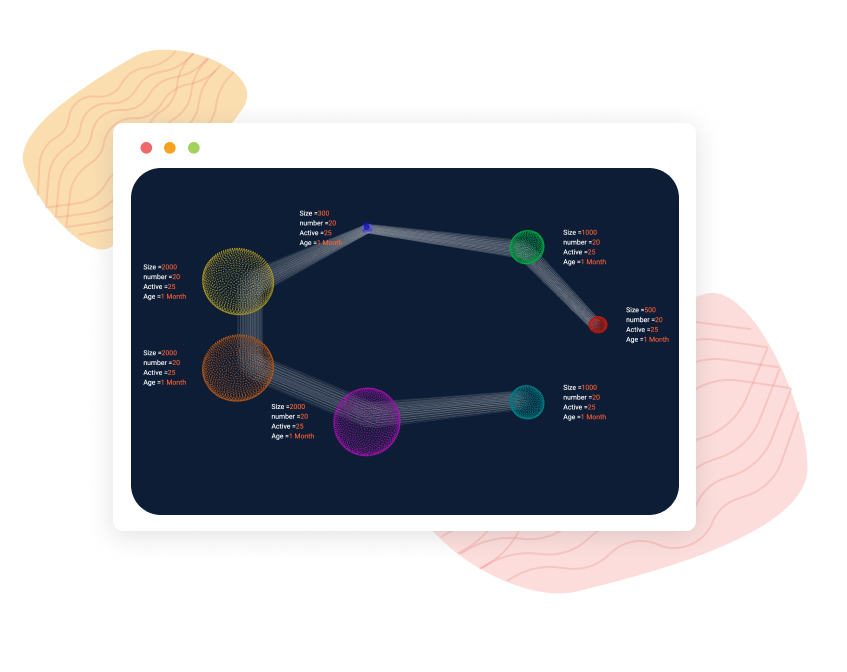 Size =300
number =20
Active =25
Age =1 Month
Size =1000
number =20
Active =25
Age =1 Month
Size =2000
number =20
Active =25
Age =1 Month
Size =500
number =20
Active =25
Age =1 Month
Size =2000
number =20
Active =25
Age =1 Month
Size =2000
number =20
Active =25
Age =1 Month
Size =1000
number =20
Active =25
Age =1 Month